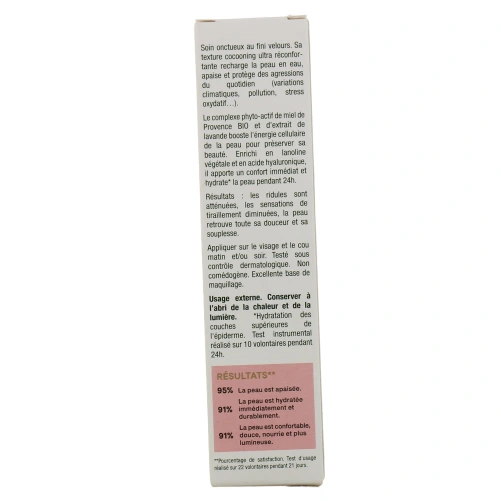 Soin onctueux au fini velours. Sa
texture cocooning ultra réconfor-
tante recharge la peau en eau,
apaise et protège des agressions
du quotidien (variations
climatiques, pollution, stress
oxydatif…).
Le complexe phyto-actif de miel de
Provence BIO et d'extrait de
lavande booste l'énergie cellulaire
de la peau pour préserver sa
beauté. Enrichi en lanoline
végétale et en acide hyaluronique,
il apporte un confort immédiat et
hydrate* la peau pendant 24h.
Résultats : les ridules sont
atténuées, les sensations de
tiraillement diminuées, la peau
retrouve toute sa douceur et sa
souplesse.
Appliquer sur le visage et le cou
matin et/ou soir. Testé sous
contrôle dermatologique. Non
comédogène. Excellente base de
maquillage.
Usage externe. Conserver à
l'abri de la chaleur et de la
lumière. *Hydratation des
couches supérieures de
l'épiderme. Test instrumental
réalisé sur 10 volontaires pendant
24h.
RÉSULTATS**
95% La peau est apaisée.
La peau est hydratée
91% immédiatement et
durablement.
La peau est confortable,
91% douce, nourrie et plus
lumineuse.
**Pourcentage de satisfaction. Test d'usage
réalisé sur 22 volontaires pendant 21 jours.